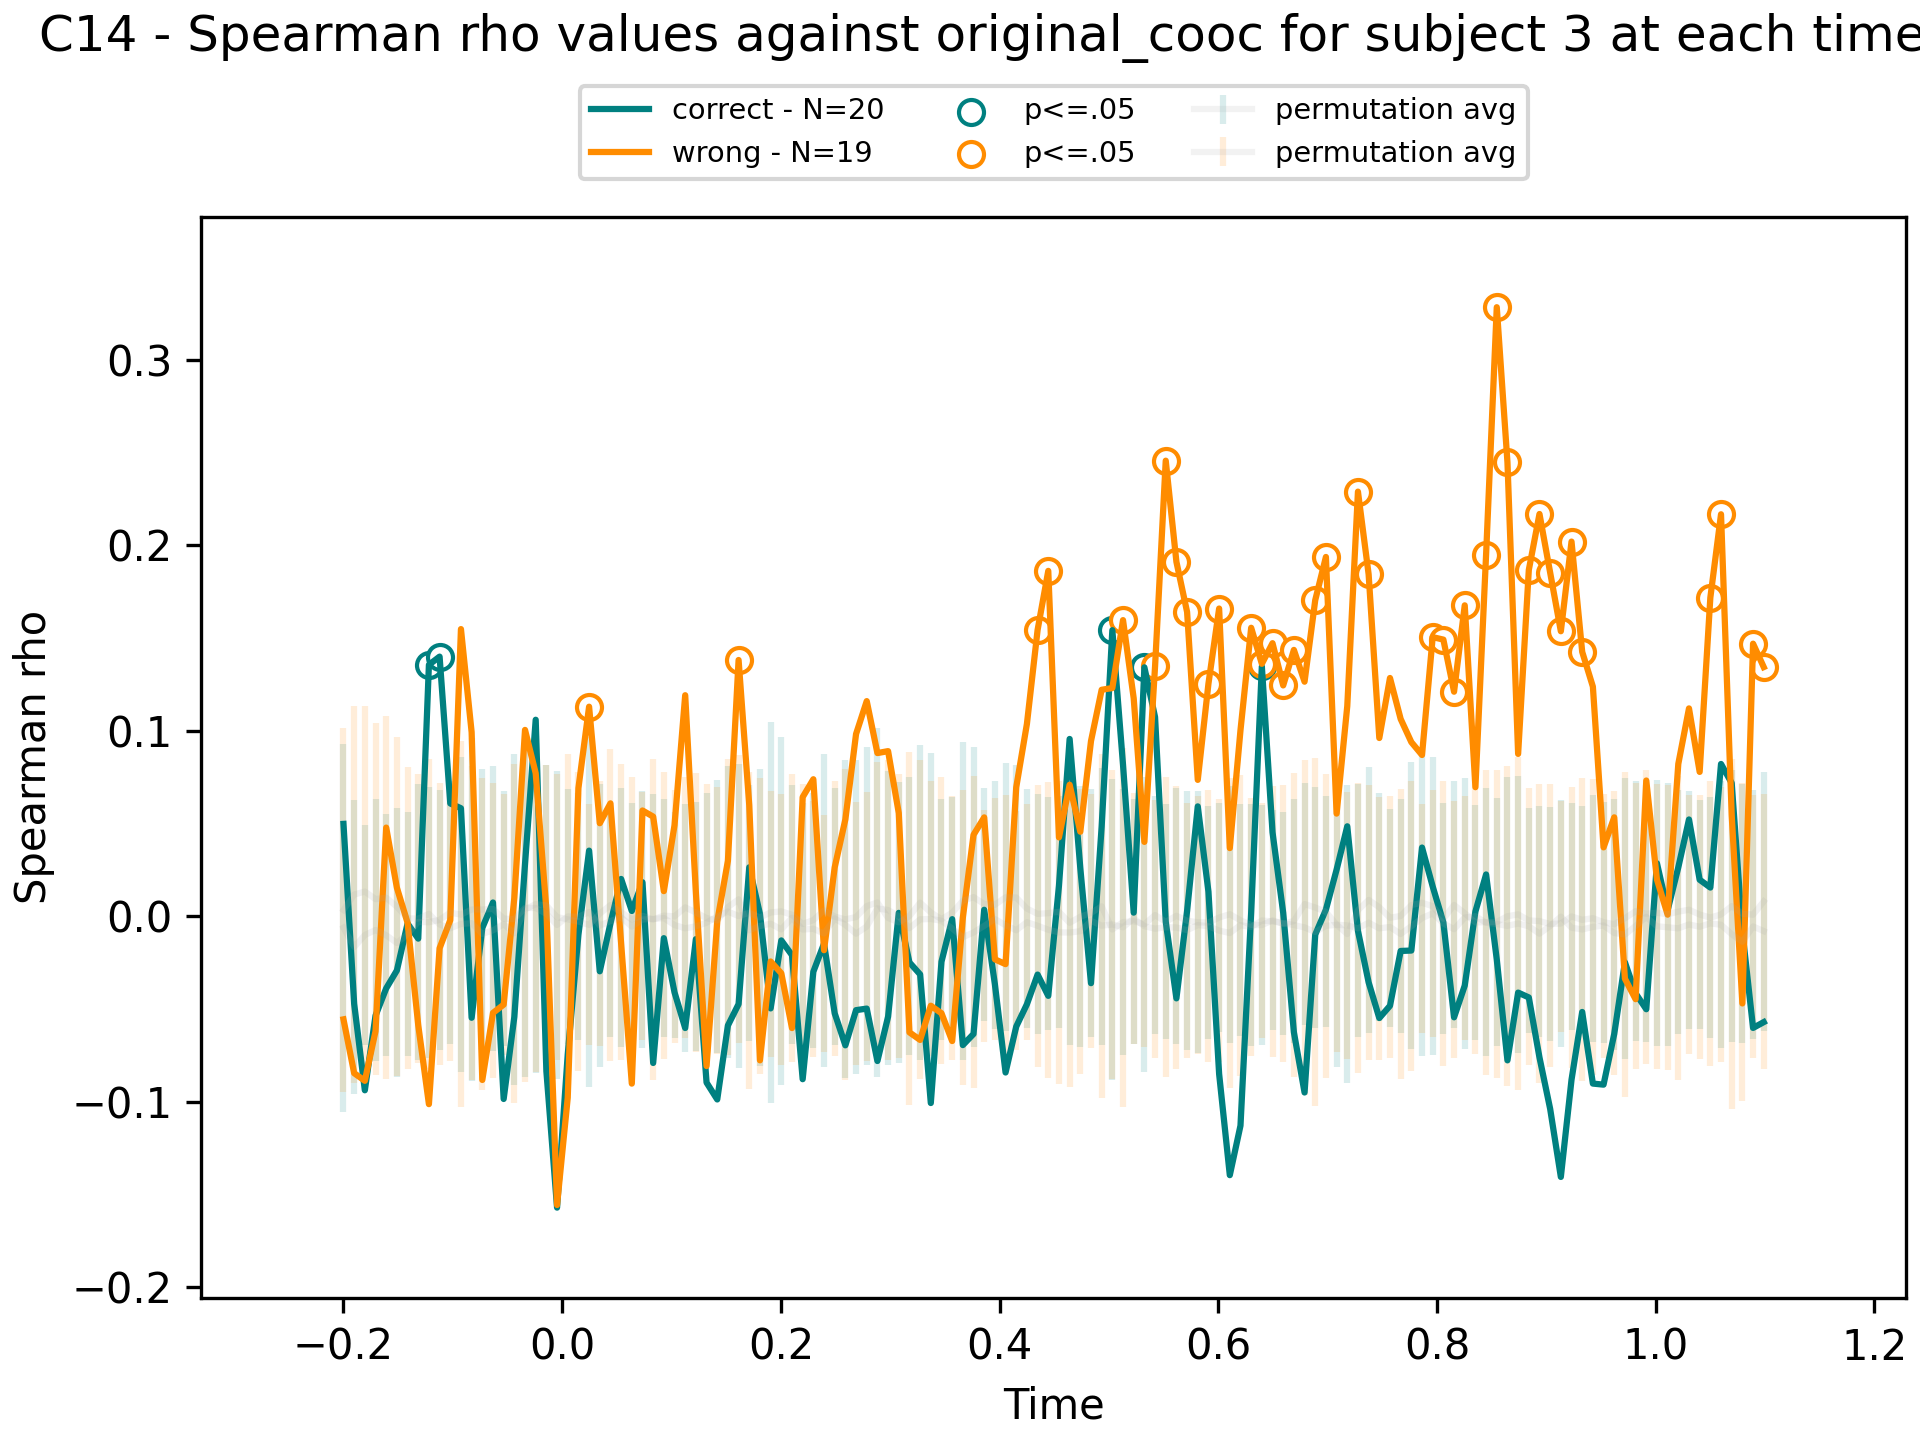 C14 - Spearman rho values against original_cooc for subject 3 at each time
correct - N=20
wrong - N=19
p<=.05
p<=.05
permutation avg
permutation avg
Spearman rho
0.3
0.2
0.1
0.0
−0.1
−0.2
−0.2 0.0 0.2 0.4 0.6 0.8 1.0 1.2
Time